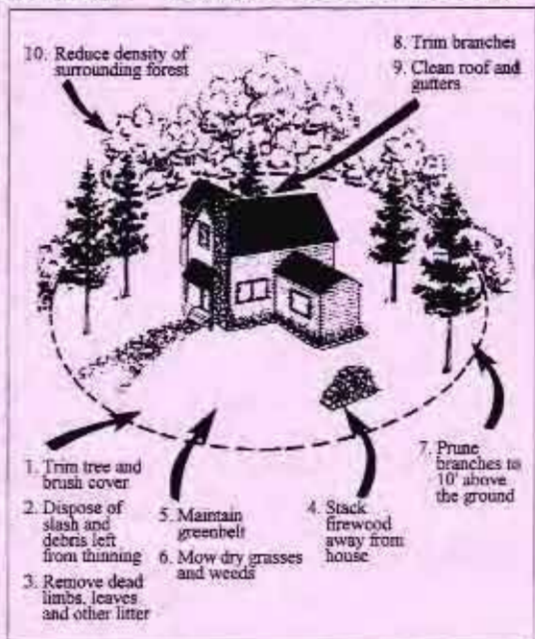 10. Reduce density of
surrounding forest
8. Trim branches
9. Clean roof and
gutters
1. Trim tree and
brush cover
2. Dispose of
slash and
debris left
from thinning
3. Remove dead
limbs, leaves
and other litter
5. Maintain
greenbelt
6. Mow dry grasses
and weeds
4. Stack
firewood
away from
house
7. Prune
branches to
10' above
the ground